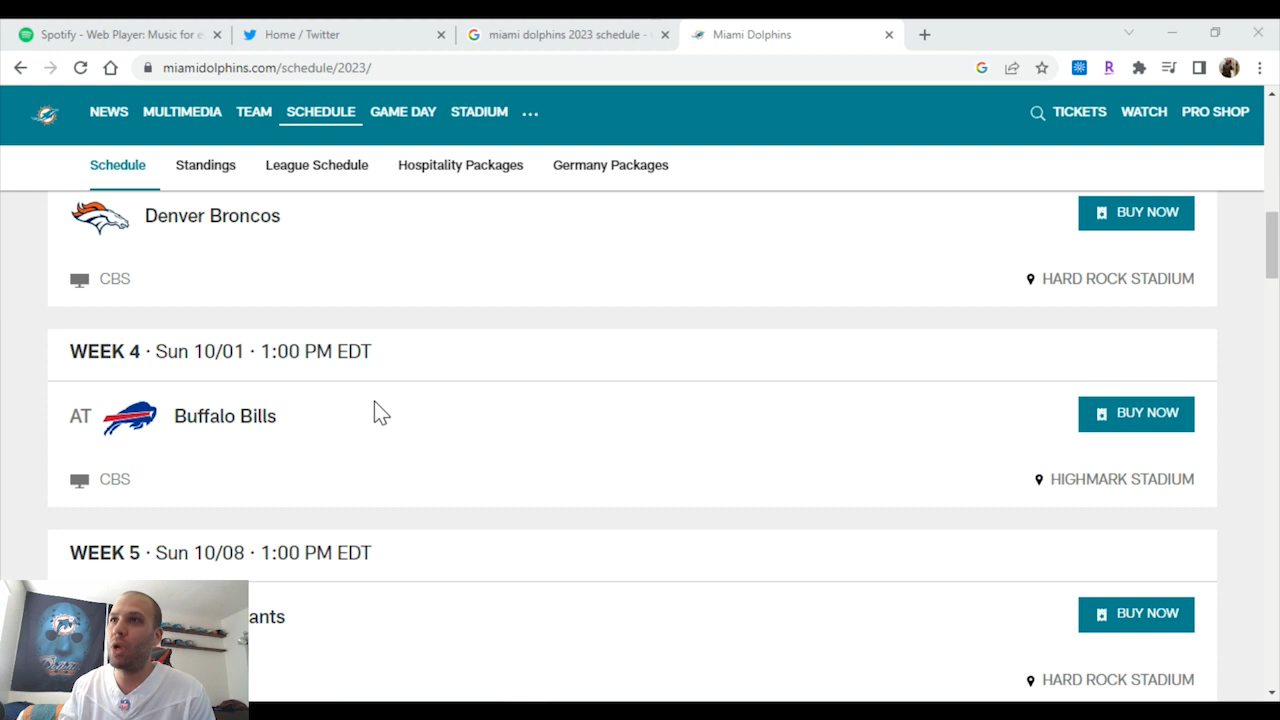 Spotify - Web Player: Music for e
Home / Twitter
miami dolphins 2023 schedule -
Miami Dolphins
miamidolphins.com/schedule/2023/
NEWS MULTIMEDIA TEAM SCHEDULE GAME DAY STADIUM ... TICKETS WATCH PRO SHOP
Schedule Standings League Schedule Hospitality Packages Germany Packages
Denver Broncos BUY NOW
CBS HARD ROCK STADIUM
WEEK 4 · Sun 10/01 · 1:00 PM EDT
AT Buffalo Bills BUY NOW
CBS HIGHMARK STADIUM
WEEK 5 · Sun 10/08 · 1:00 PM EDT
ants BUY NOW
HARD ROCK STADIUM